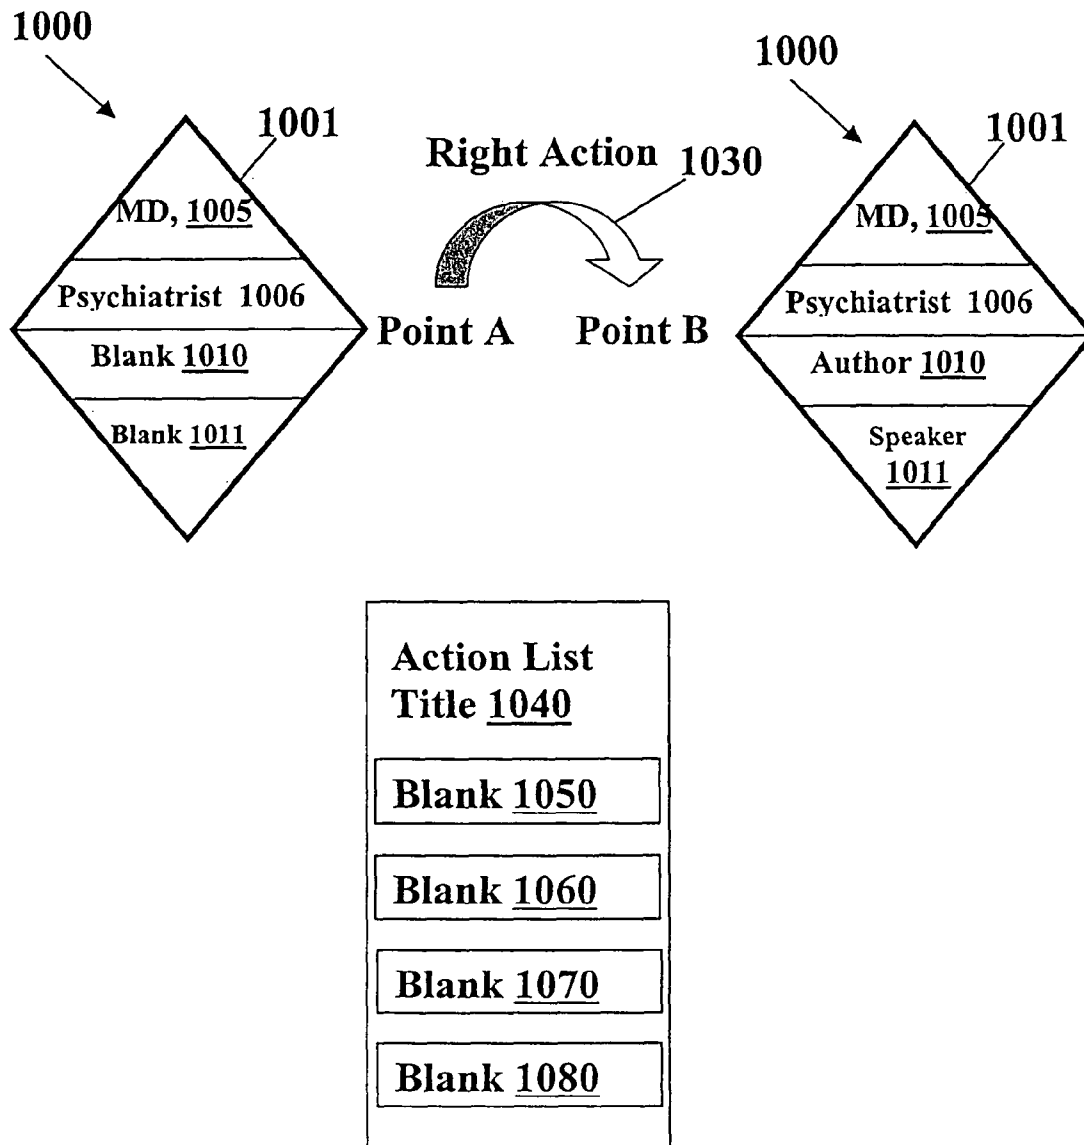 1000
1000
1001
1001
Right Action
1030
MD, 1005
MD, 1005
Psychiatrist 1006
Psychiatrist 1006
Point A
Point B
Blank 1010
Author 1010
Blank 1011
Speaker
1011
Action List
Title 1040
Blank 1050
Blank 1060
Blank 1070
Blank 1080